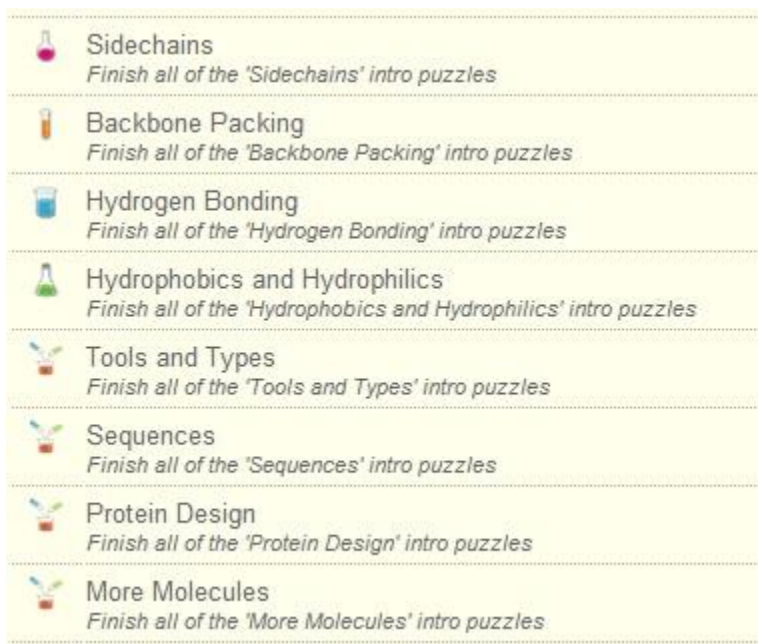 Sidechains
Finish all of the 'Sidechains' intro puzzles
Backbone Packing
Finish all of the 'Backbone Packing' intro puzzles
Hydrogen Bonding
Finish all of the 'Hydrogen Bonding' intro puzzles
Hydrophobics and Hydrophilics
Finish all of the 'Hydrophobics and Hydrophilics' intro puzzles
Tools and Types
Finish all of the 'Tools and Types' intro puzzles
Sequences
Finish all of the 'Sequences' intro puzzles
Protein Design
Finish all of the 'Protein Design' intro puzzles
More Molecules
Finish all of the 'More Molecules' intro puzzles